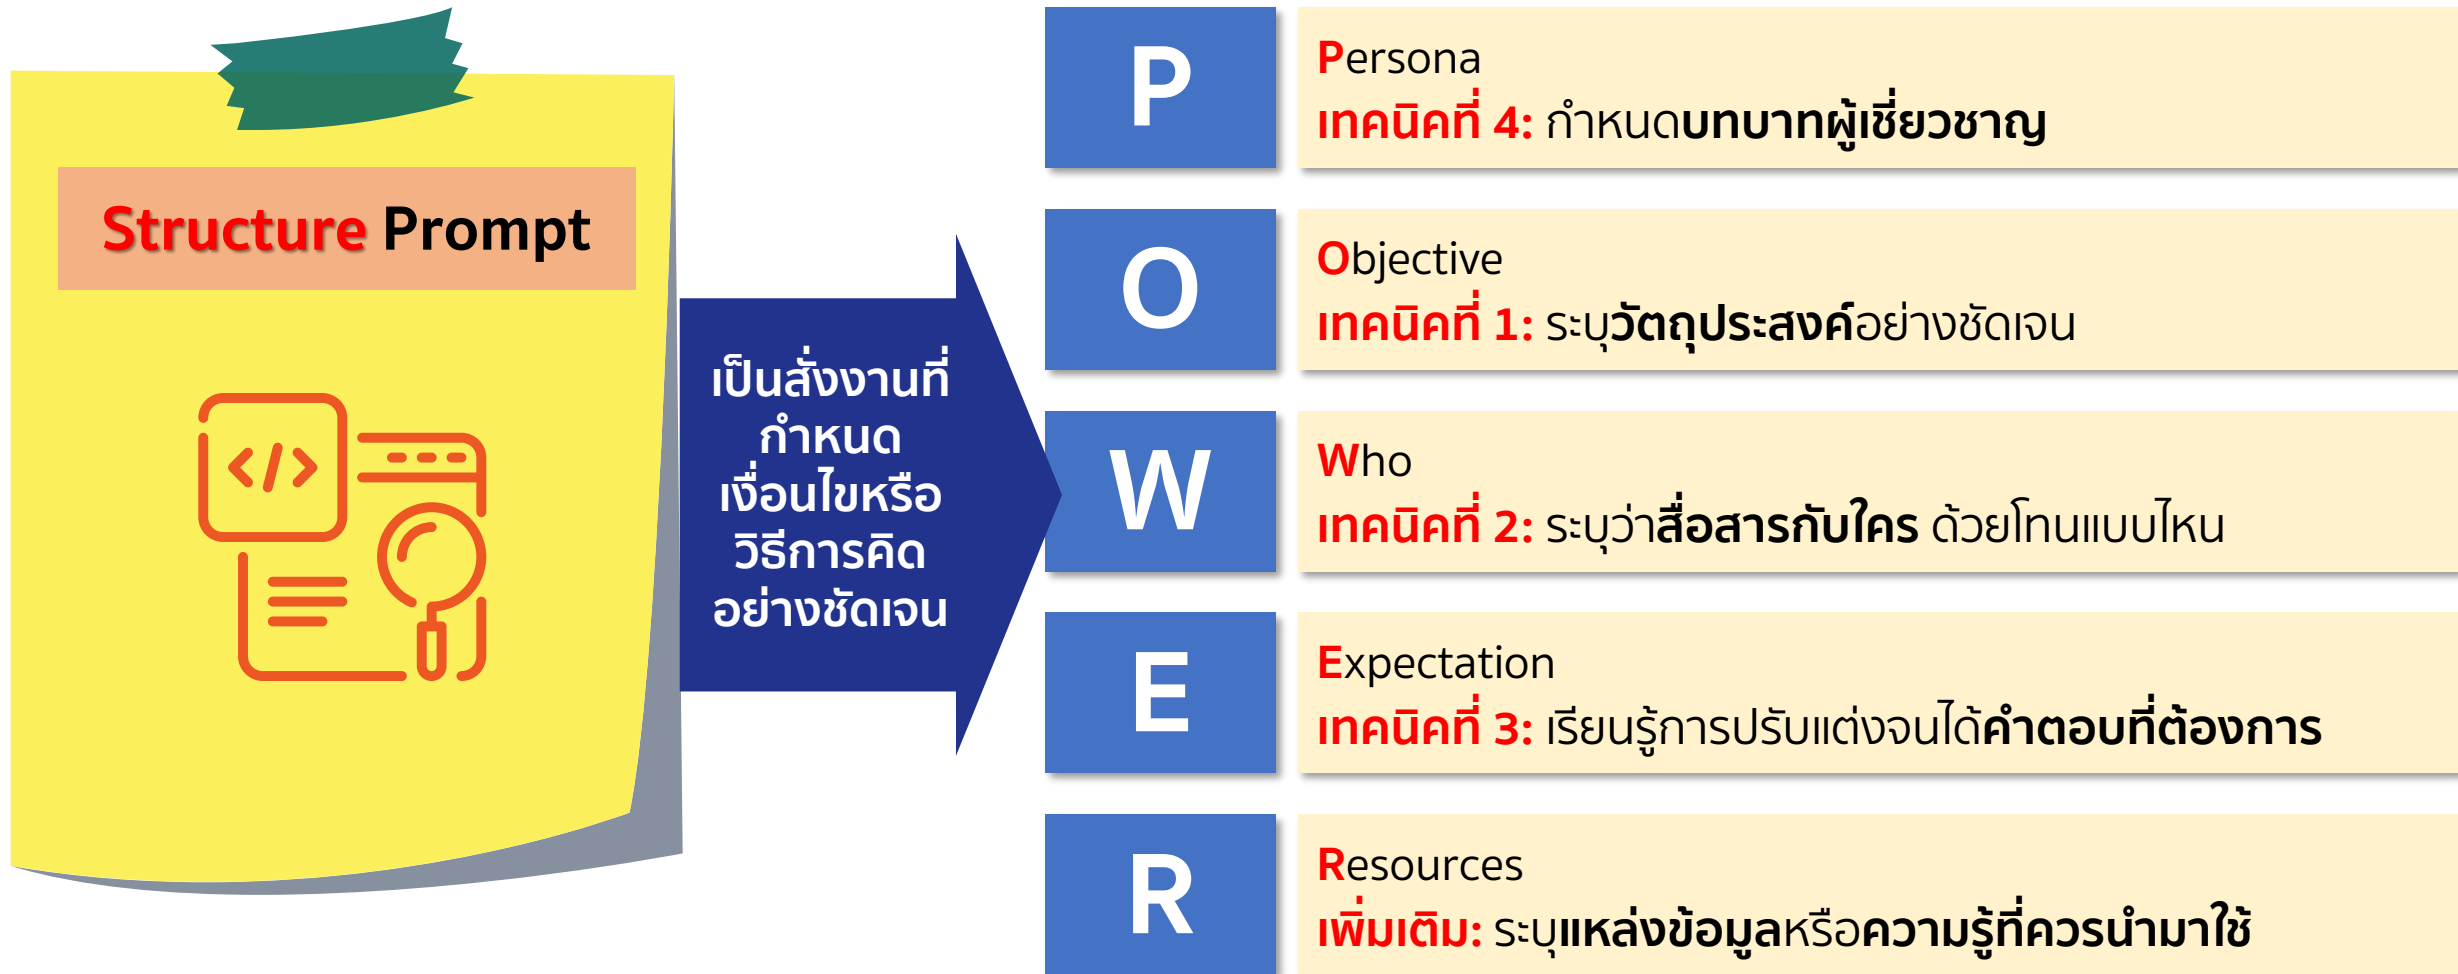 Structure Prompt
</>
เป็นสั่งงานที่
กำหนด
เงื่อนไขหรือ
วิธีการคิด
อย่างชัดเจน
P
Persona
เทคนิคที่ 4: กำหนดบทบาทผู้เชี่ยวชาญ
O
Objective
เทคนิคที่ 1: ระบุวัตถุประสงค์อย่างชัดเจน
W
Who
เทคนิคที่ 2: ระบุว่าสื่อสารกับใคร ด้วยโทนแบบไหน
E
Expectation
เทคนิคที่ 3: เรียนรู้การปรับแต่งจนได้คำตอบที่ต้องการ
R
Resources
เพิ่มเติม: ระบุแหล่งข้อมูลหรือความรู้ที่ควรนำมาใช้